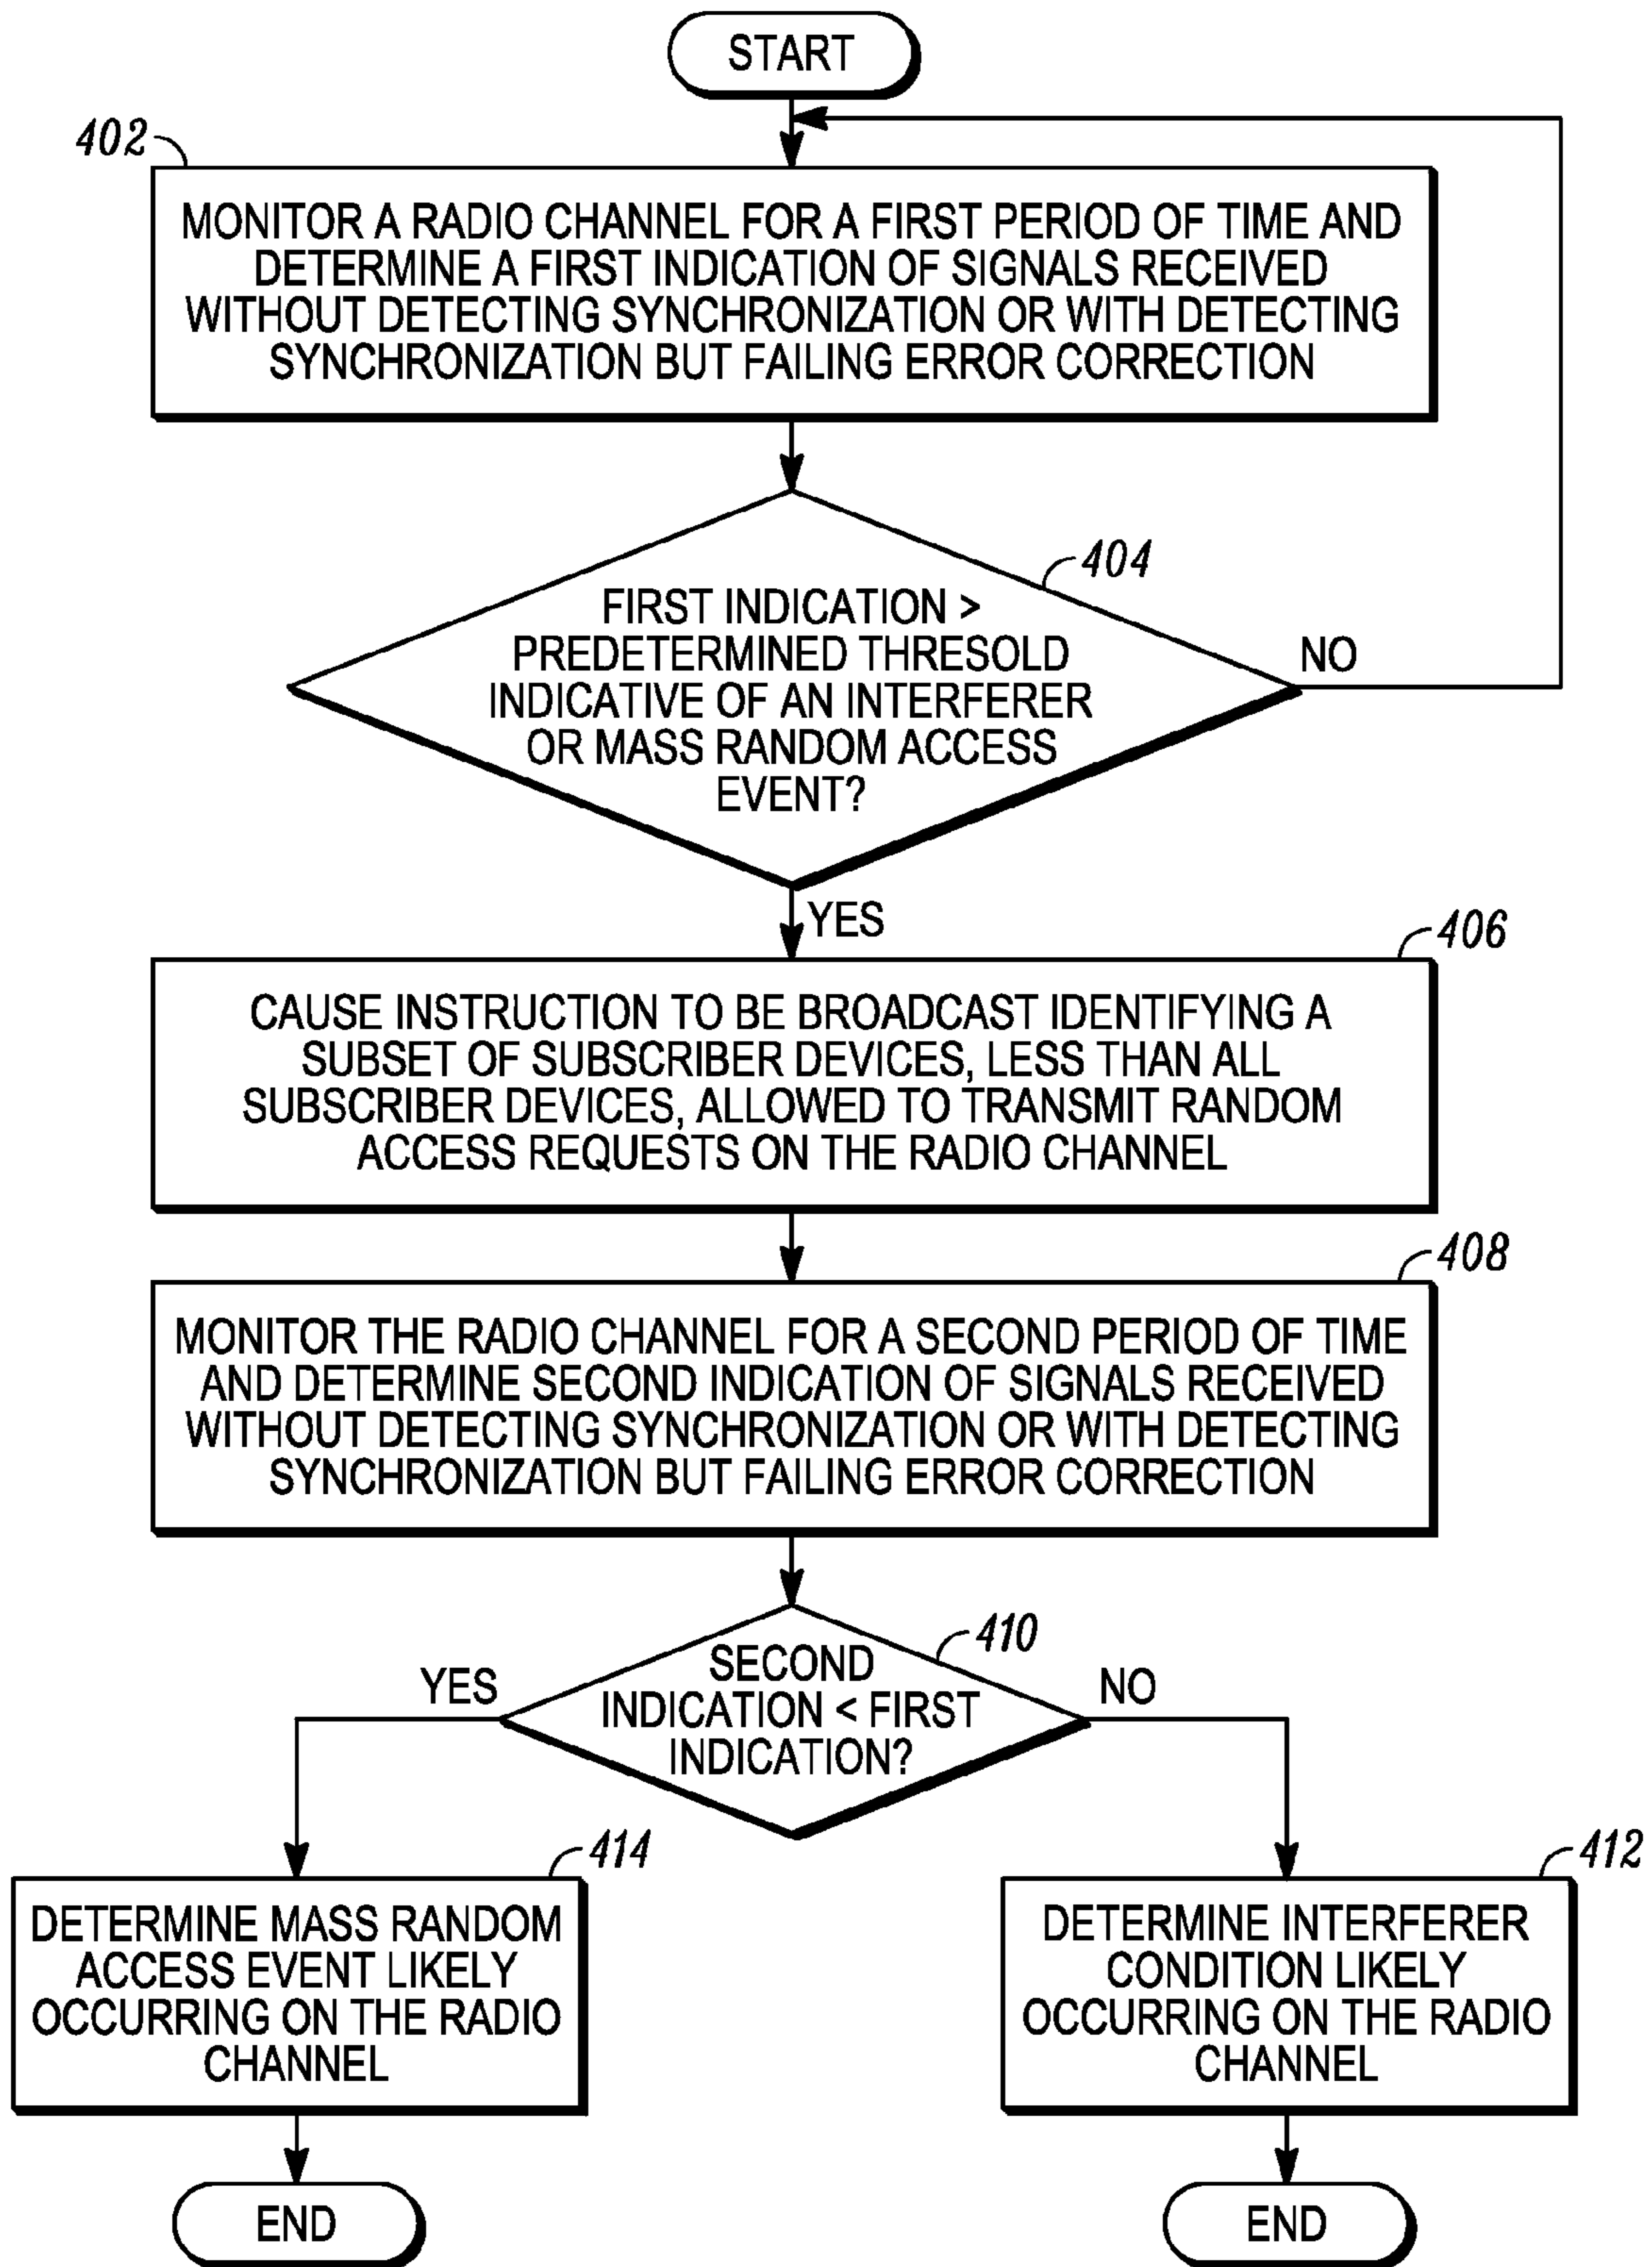 START
402
MONITOR A RADIO CHANNEL FOR A FIRST PERIOD OF TIME AND
DETERMINE A FIRST INDICATION OF SIGNALS RECEIVED
WITHOUT DETECTING SYNCHRONIZATION OR WITH DETECTING
SYNCHRONIZATION BUT FAILING ERROR CORRECTION
404
FIRST INDICATION >
PREDETERMINED THRESOLD
INDICATIVE OF AN INTERFERER
OR MASS RANDOM ACCESS
EVENT?
NO
YES
406
CAUSE INSTRUCTION TO BE BROADCAST IDENTIFYING A
SUBSET OF SUBSCRIBER DEVICES, LESS THAN ALL
SUBSCRIBER DEVICES, ALLOWED TO TRANSMIT RANDOM
ACCESS REQUESTS ON THE RADIO CHANNEL
408
MONITOR THE RADIO CHANNEL FOR A SECOND PERIOD OF TIME
AND DETERMINE SECOND INDICATION OF SIGNALS RECEIVED
WITHOUT DETECTING SYNCHRONIZATION OR WITH DETECTING
SYNCHRONIZATION BUT FAILING ERROR CORRECTION
410
SECOND
INDICATION < FIRST
INDICATION?
YES
NO
414
DETERMINE MASS RANDOM
ACCESS EVENT LIKELY
OCCURRING ON THE RADIO
CHANNEL
412
DETERMINE INTERFERER
CONDITION LIKELY
OCCURRING ON THE RADIO
CHANNEL
END
END